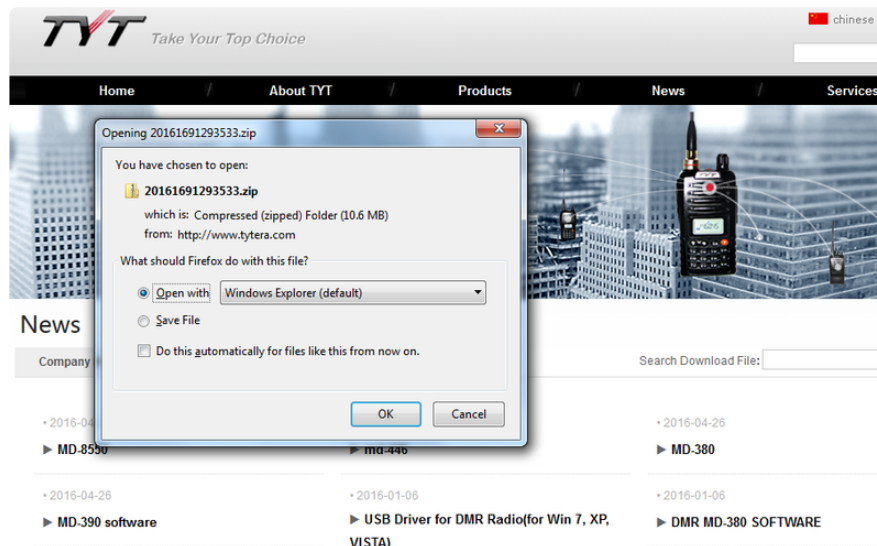 TYT Take Your Top Choice
chinese
Home / About TYT / Products / News / Services
Opening 20161691293533.zip
You have chosen to open:
20161691293533.zip
which is: Compressed (zipped) Folder (10.6 MB)
from: http://www.tytera.com
What should Firefox do with this file?
Open with Windows Explorer (default)
Save File
Do this automatically for files like this from now on.
OK Cancel
News
Company
Search Download File:
• 2016-04 • 2016-04-26
▶ MD-8550 ▶ md-446 ▶ MD-380
• 2016-04-26 • 2016-01-06 • 2016-01-06
▶ MD-390 software ▶ USB Driver for DMR Radio(for Win 7, XP, ▶ DMR MD-380 SOFTWARE
VISTA)